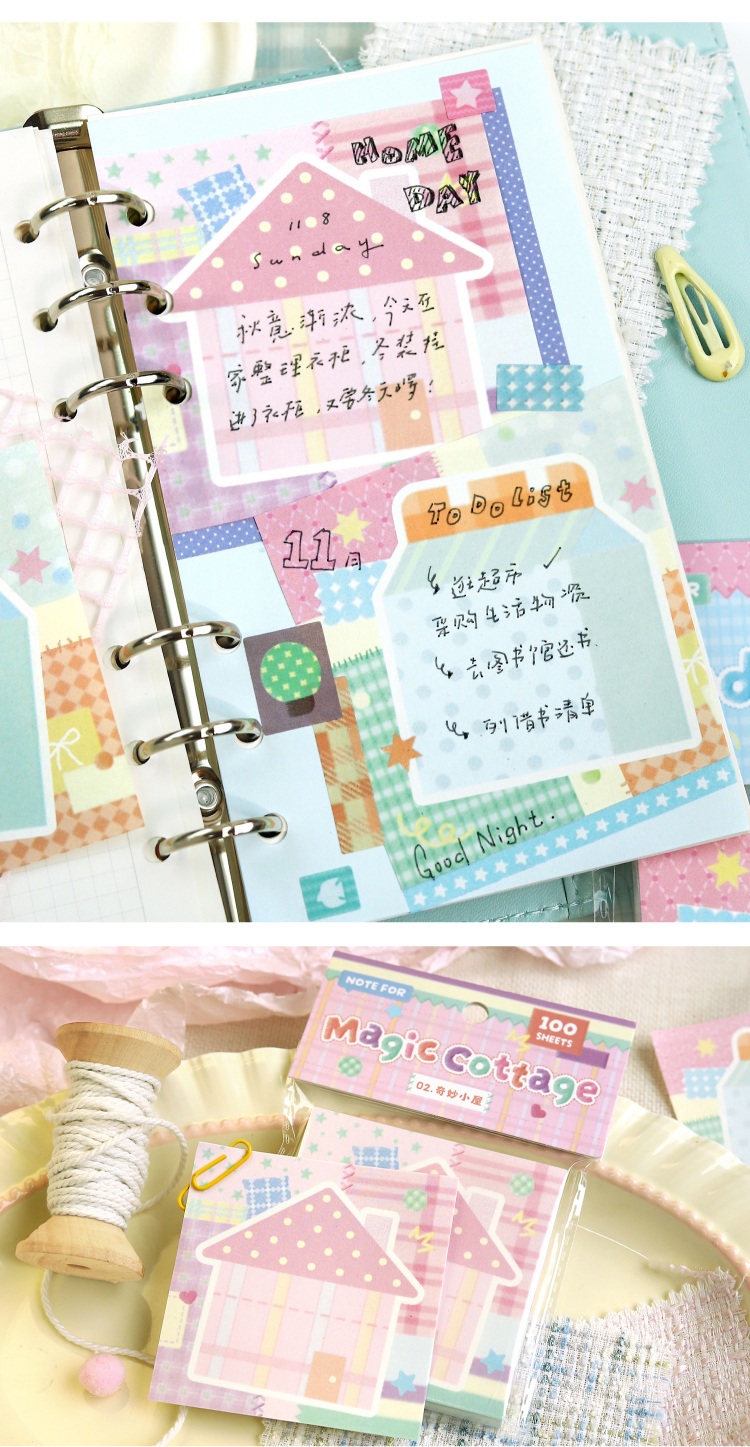 HOME
DAY
11 8
Sunday
秋意渐浓，今天在
家整理衣柜，冬装挂
进了衣柜，又要冬天啰！
To Do list
11月
逛超市 ✓
采购生活物资
去图书馆还书
列借书清单
Good Night.
NOTE FOR
100
SHEETS
Magic Cottage
02.奇妙小屋